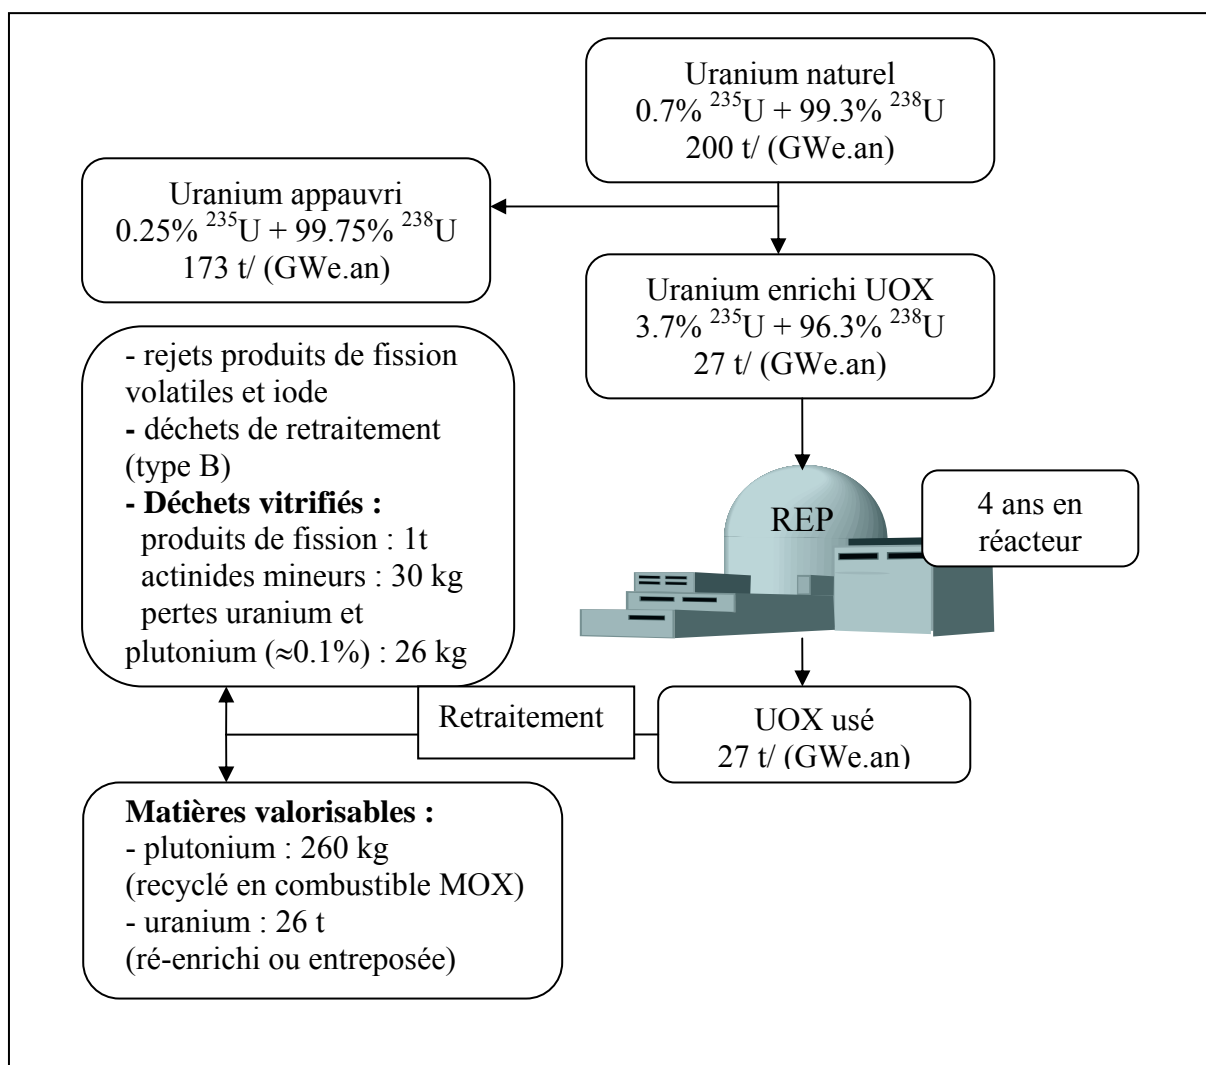 Uranium naturel
0.7% ²³⁵U + 99.3% ²³⁸U
200 t/ (GWe.an)
Uranium appauvri
0.25% ²³⁵U + 99.75% ²³⁸U
173 t/ (GWe.an)
Uranium enrichi UOX
3.7% ²³⁵U + 96.3% ²³⁸U
27 t/ (GWe.an)
- rejets produits de fission
volatiles et iode
- déchets de retraitement
(type B)
- Déchets vitrifiés :
produits de fission : 1t
actinides mineurs : 30 kg
pertes uranium et
plutonium (≈0.1%) : 26 kg
REP
4 ans en
réacteur
Retraitement
UOX usé
27 t/ (GWe.an)
Matières valorisables :
- plutonium : 260 kg
(recyclé en combustible MOX)
- uranium : 26 t
(ré-enrichi ou entreposée)